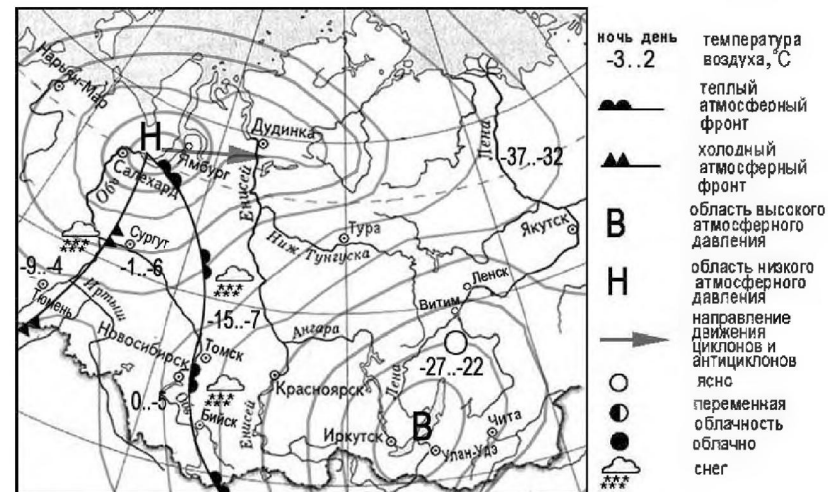 Нарьян-Мар
Н
Дудинка
Ямбург
Салехард
Обь
Енисей
Лена
-37..-32
Якутск
Сургут
Тура
Ниж. Тунгуска
-9..-4
-1..-6
Ленск
Тюмень
Иртыш
Витим
-15..-7
Ангара
Новосибирск
Томск
-27..-22
Лена
Красноярск
0..-5
Обь
Бийск
Енисей
Иркутск
В
Чита
Улан-Удэ
ночь день
-3..2
температура
воздуха,°С
теплый
атмосферный
фронт
холодный
атмосферный
фронт
В
область высокого
атмосферного
давления
Н
область низкого
атмосферного
давления
направление
движения
циклонов и
антициклонов
ясно
переменная
облачность
облачно
снег